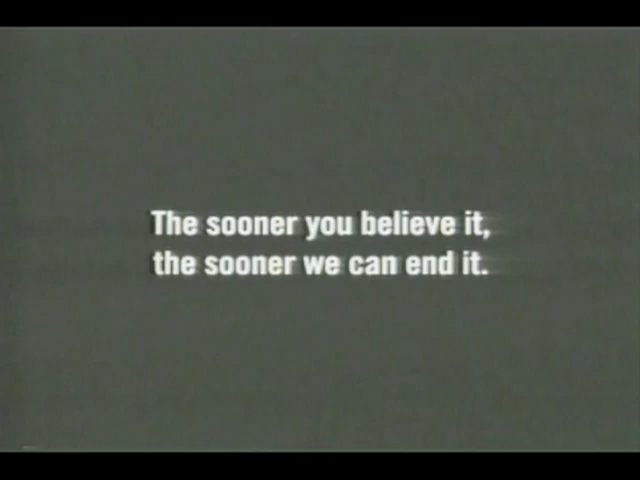 The sooner you believe it,
the sooner we can end it.